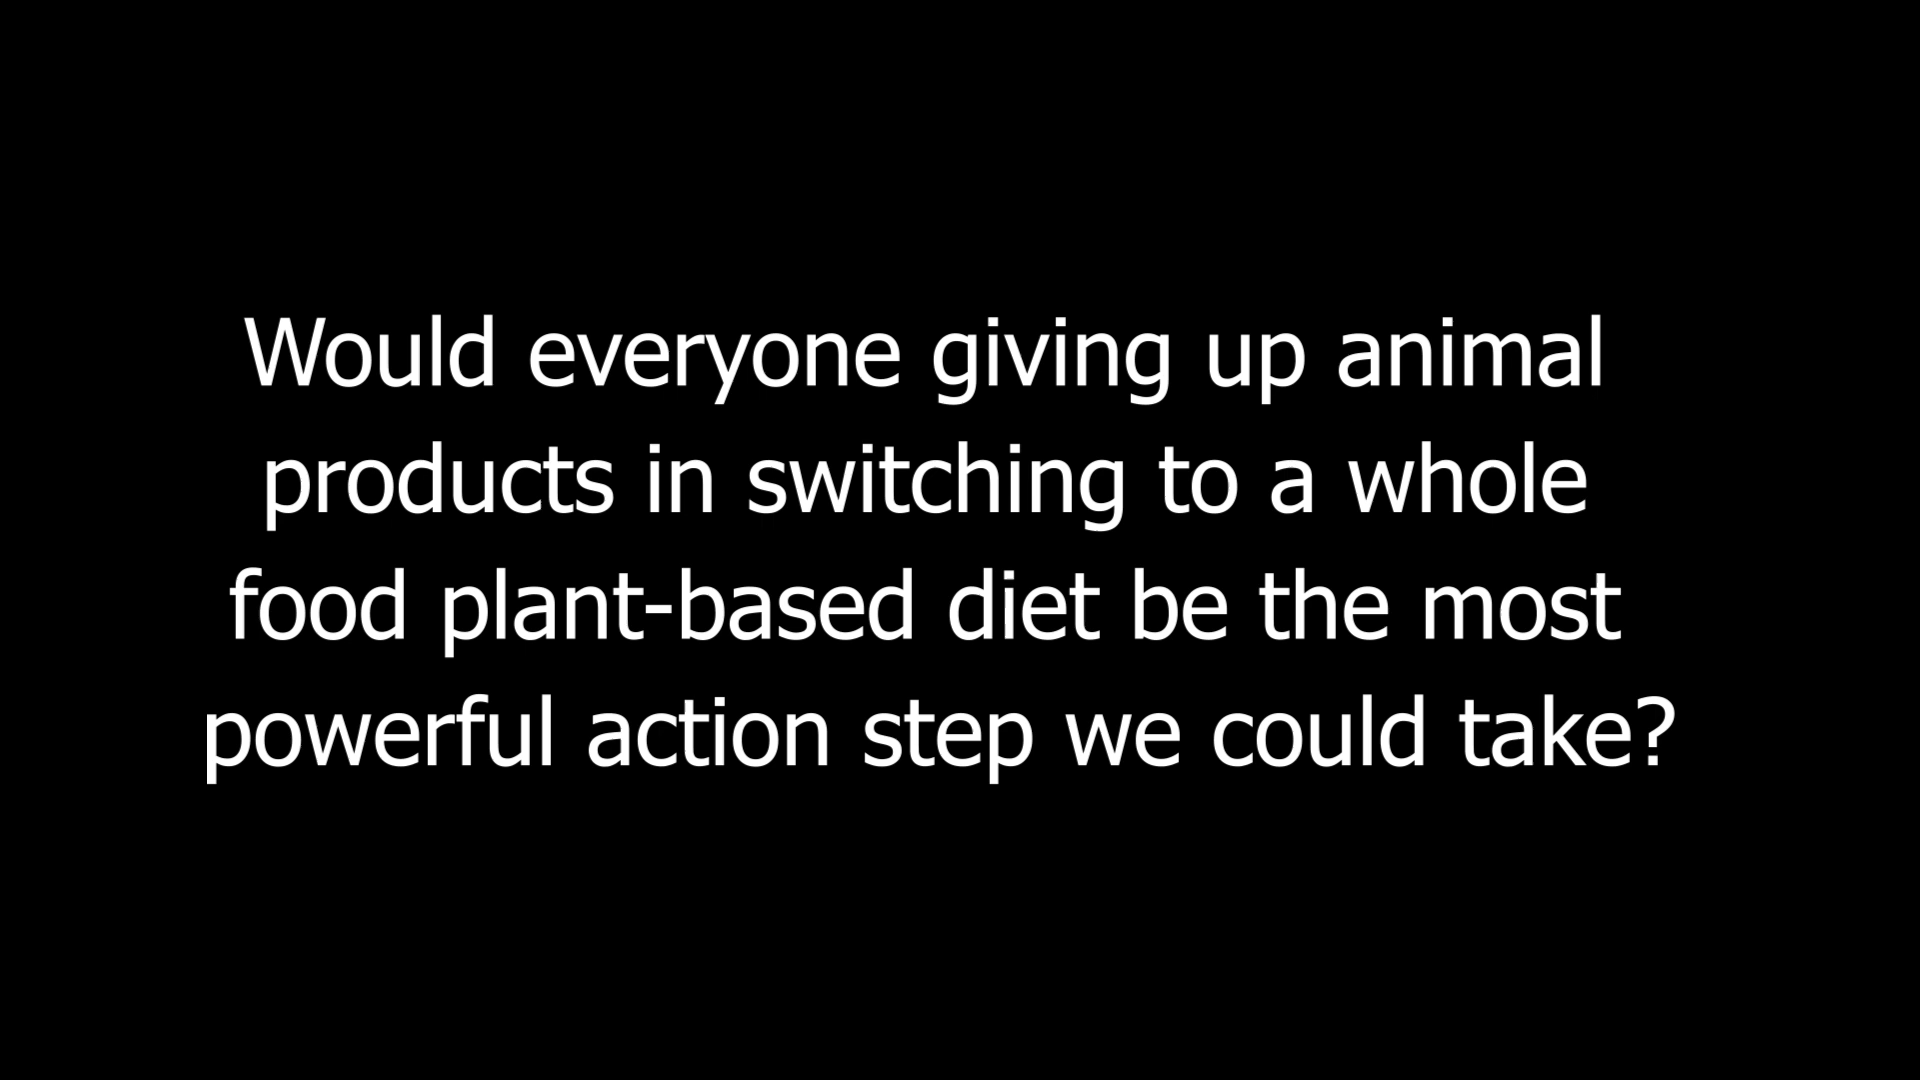 Would everyone giving up animal
products in switching to a whole
food plant-based diet be the most
powerful action step we could take?